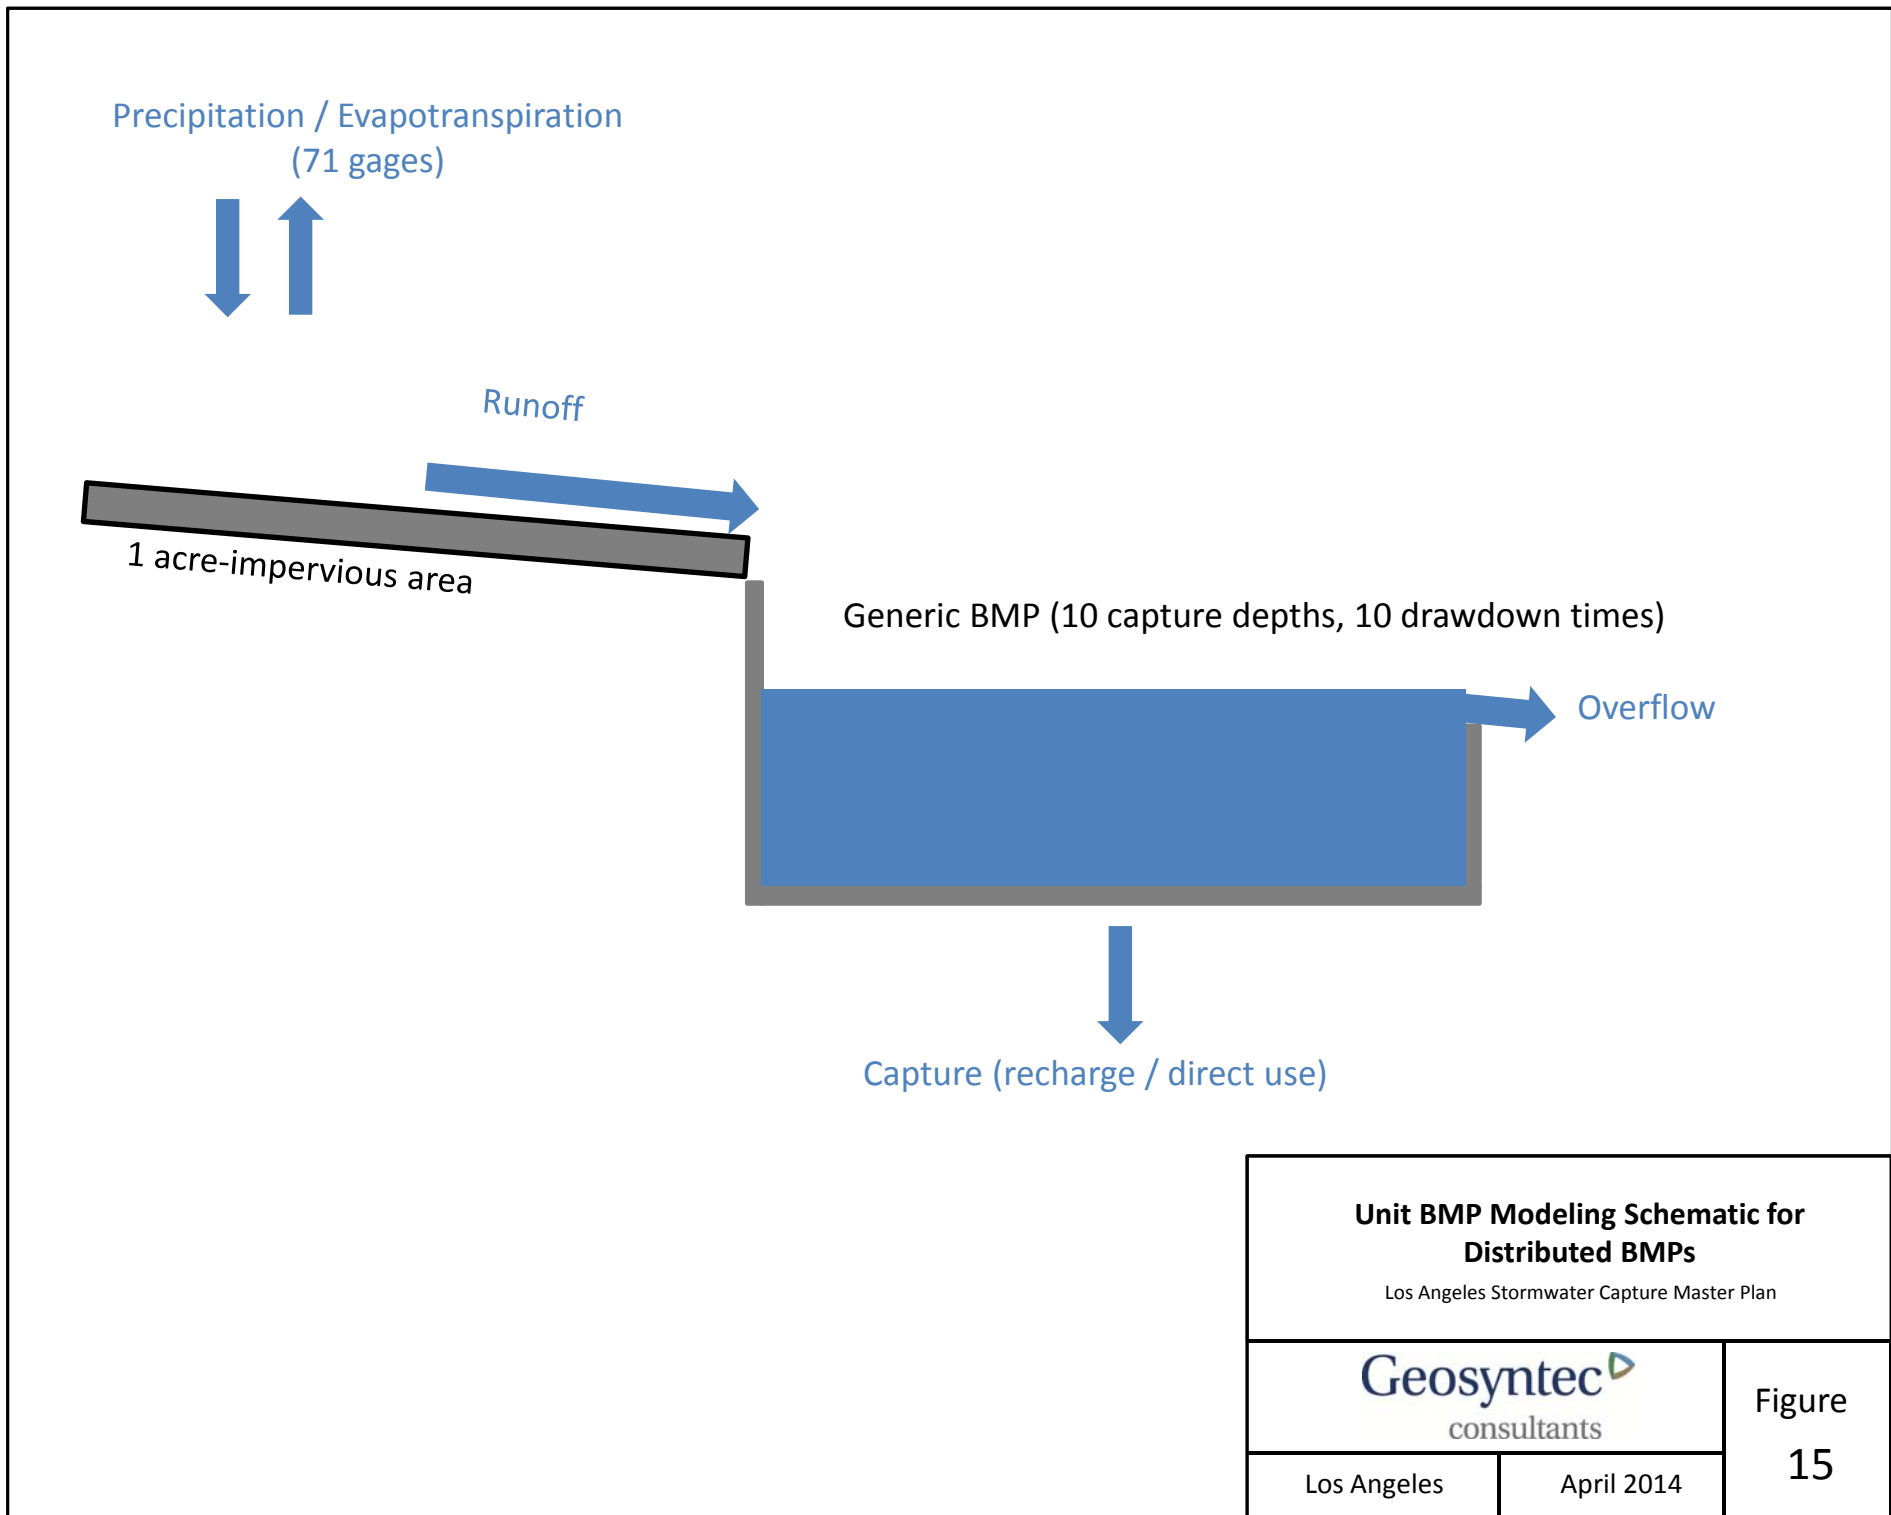 Precipitation / Evapotranspiration
(71 gages)
Runoff
1 acre-impervious area
Generic BMP (10 capture depths, 10 drawdown times)
Overflow
Capture (recharge / direct use)
Unit BMP Modeling Schematic for
Distributed BMPs
Los Angeles Stormwater Capture Master Plan
Geosyntec
consultants
Figure
15
Los Angeles
April 2014